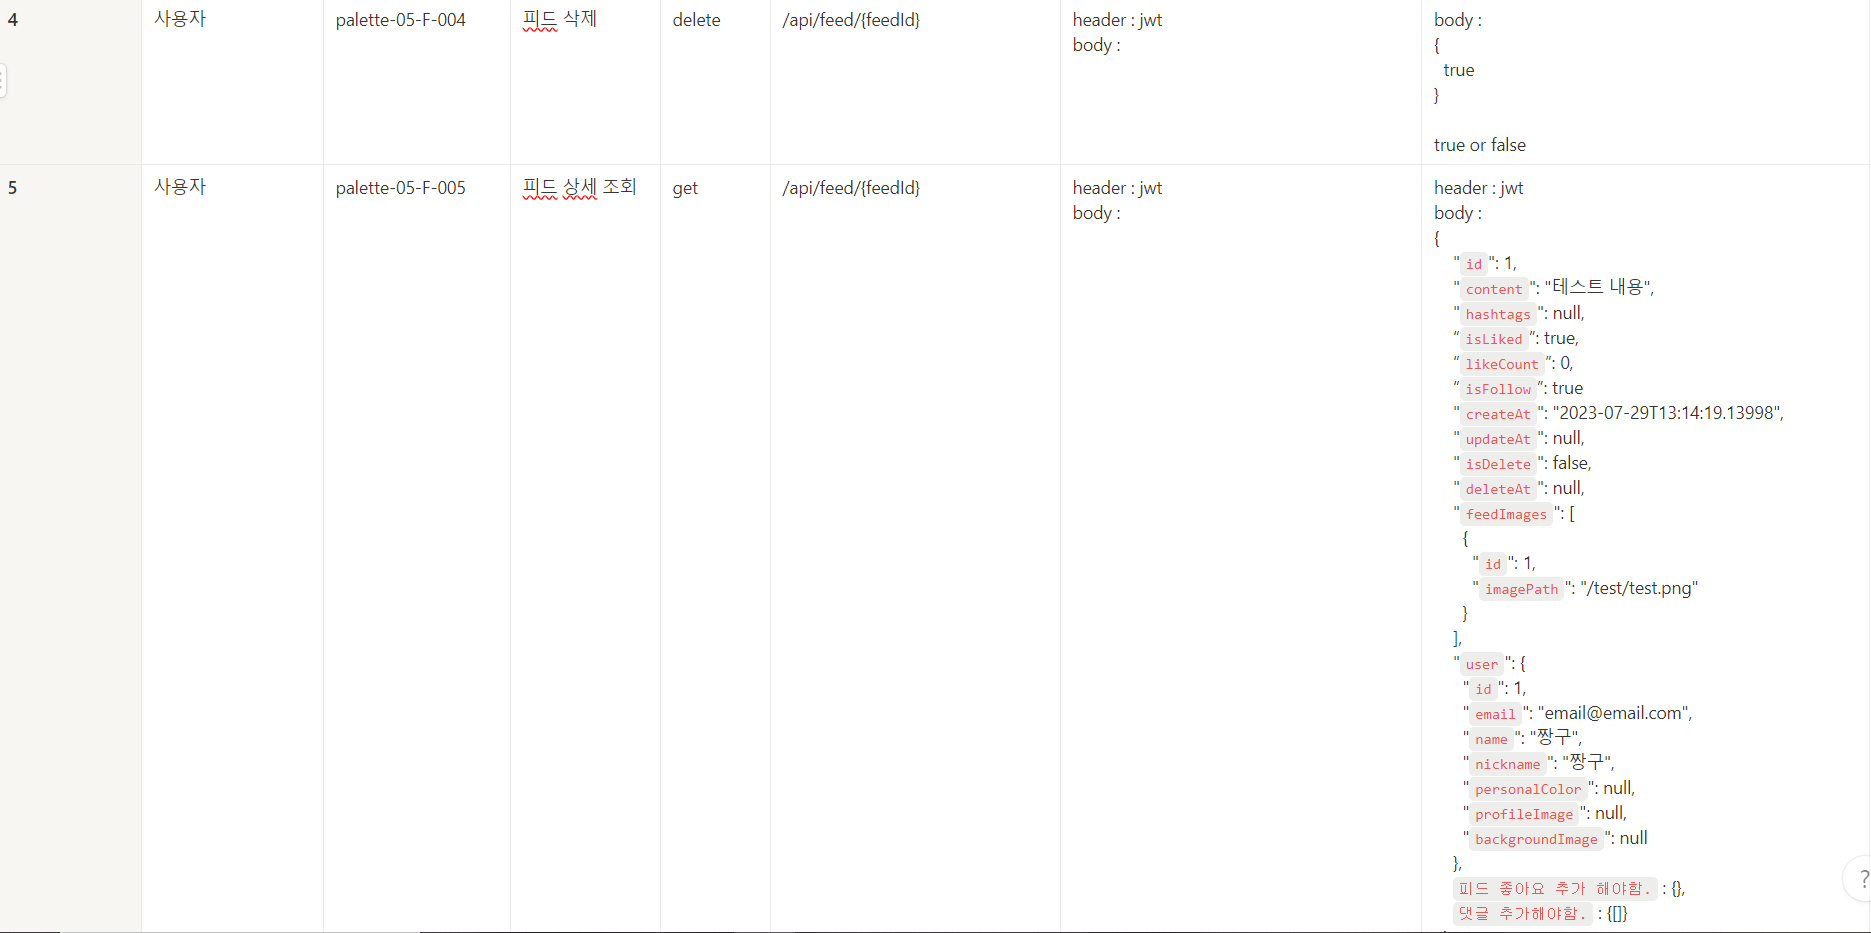 4
사용자
palette-05-F-004
피드 삭제
delete
/api/feed/{feedId}
header : jwt
body :
body :
{
true
}
true or false
5
사용자
palette-05-F-005
피드 상세 조회
get
/api/feed/{feedId}
header : jwt
body :
header : jwt
body :
{
"id": 1,
"content": "테스트 내용",
"hashtags": null,
"isLiked": true,
"likeCount": 0,
"isFollow": true
"createAt": "2023-07-29T13:14:19.13998",
"updateAt": null,
"isDelete": false,
"deleteAt": null,
"feedImages": [
{
"id": 1,
"imagePath": "/test/test.png"
}
],
"user": {
"id": 1,
"email": "email@email.com",
"name": "짱구",
"nickname": "짱구",
"personalColor": null,
"profileImage": null,
"backgroundImage": null
},
피드 좋아요 추가 해야함. : {},
댓글 추가해야함. : {[]}
?